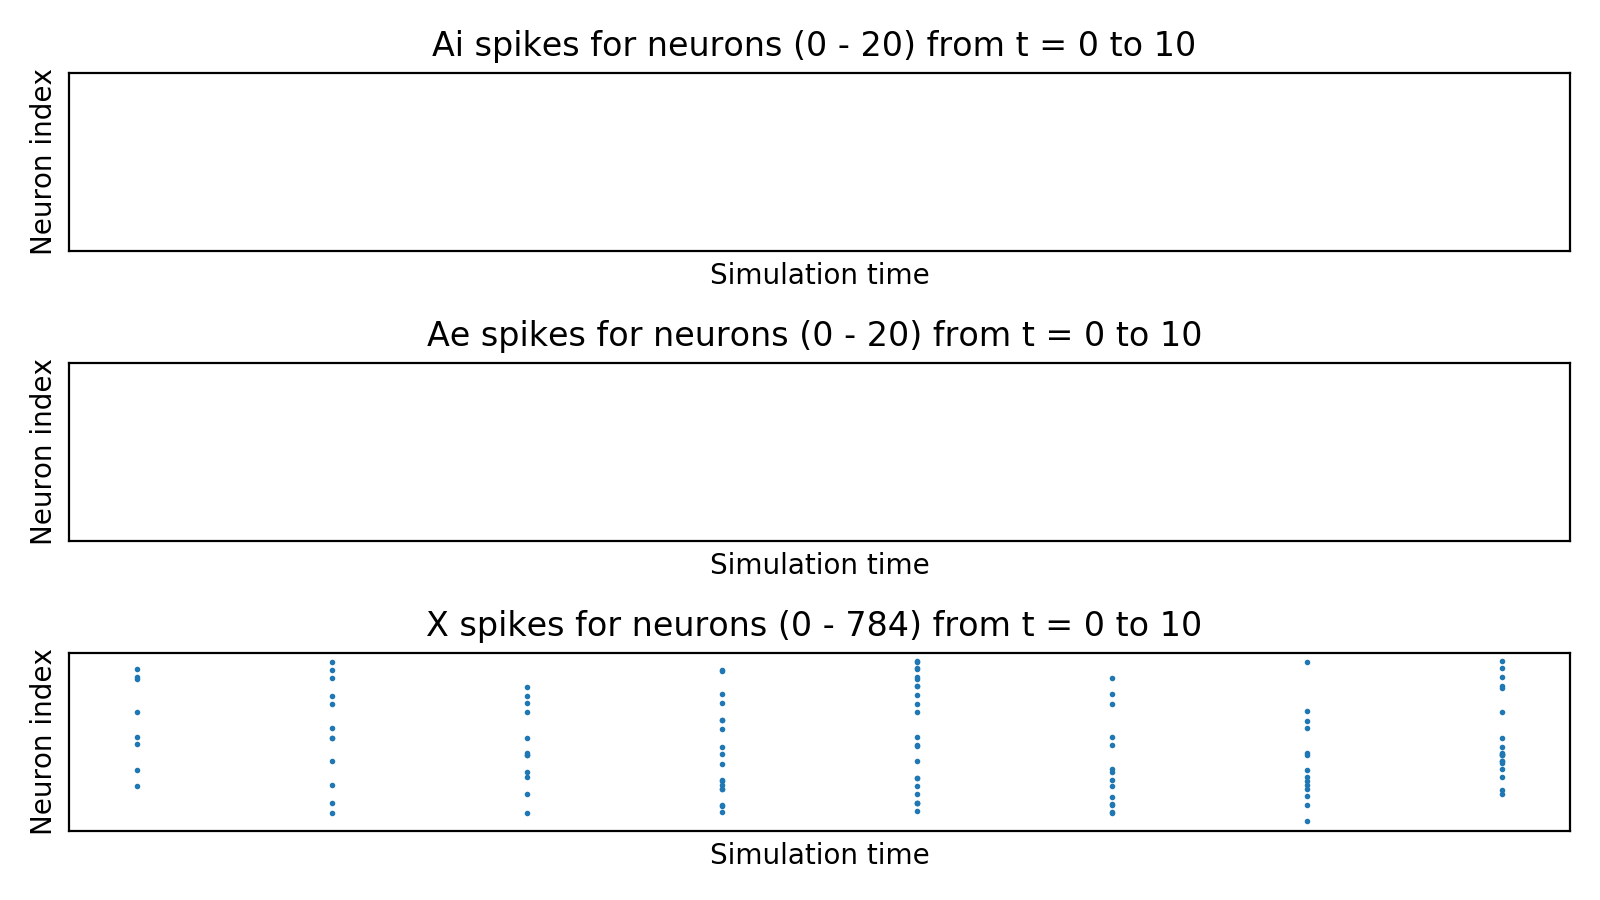 Ai spikes for neurons (0 - 20) from t = 0 to 10
Neuron index
Simulation time
Ae spikes for neurons (0 - 20) from t = 0 to 10
Neuron index
Simulation time
X spikes for neurons (0 - 784) from t = 0 to 10
Neuron index
Simulation time